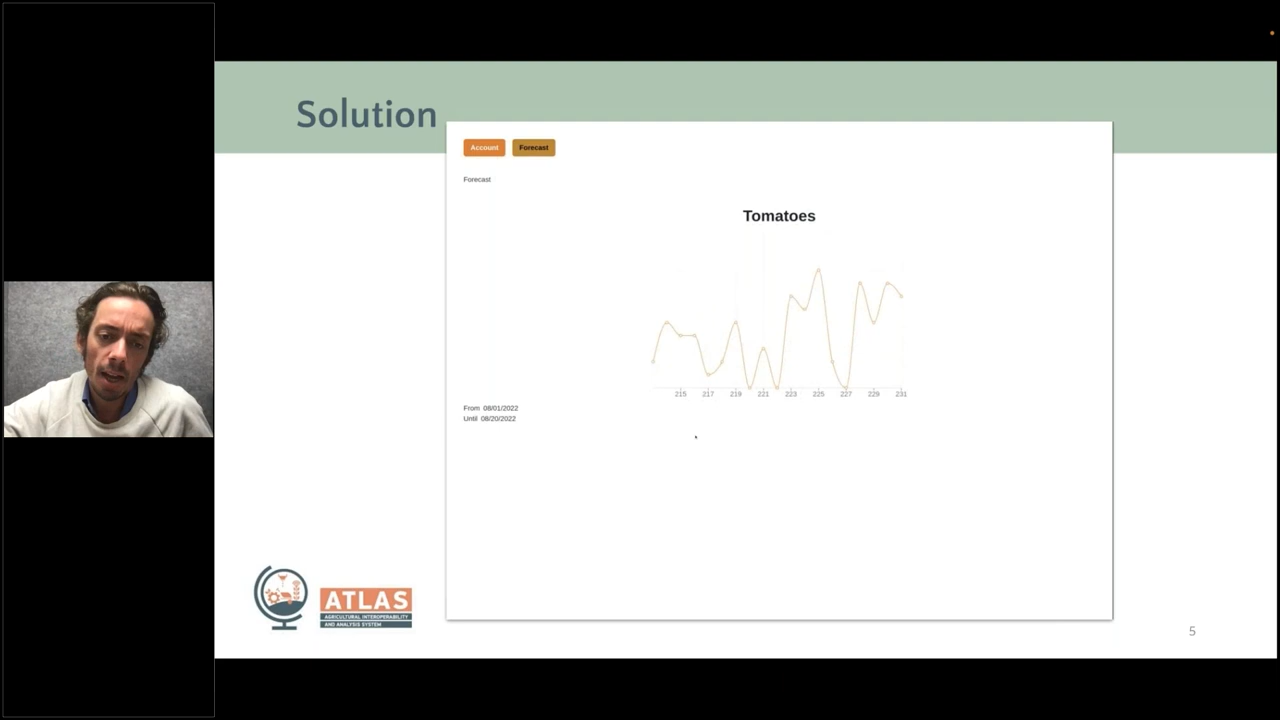 Solution
Account Forecast
Forecast
Tomatoes
215 217 219 221 223 225 227 229 231
From 08/01/2022
Until 08/20/2022
ATLAS
AGRICULTURAL INTEROPERABILITY
AND ANALYSIS SYSTEM
5